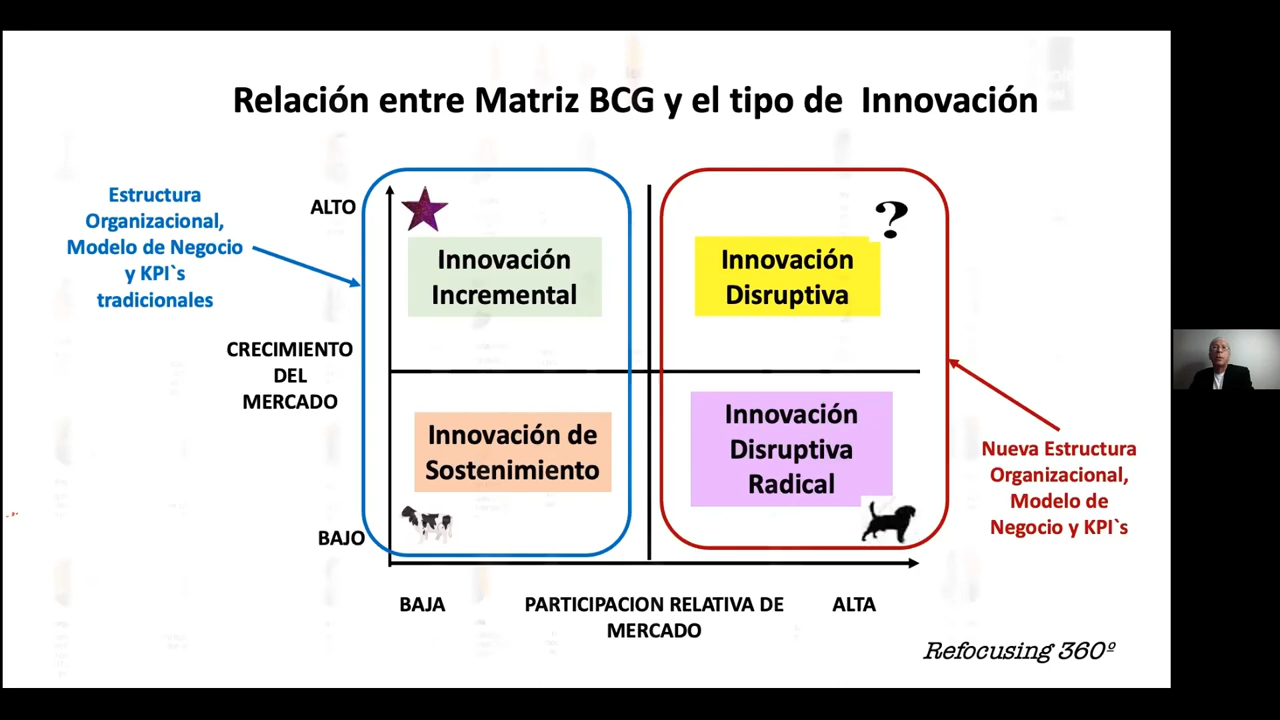 Relación entre Matriz BCG y el tipo de Innovación
Estructura
Organizacional,
Modelo de Negocio
y KPI`s
tradicionales
ALTO
Innovación
Incremental
?
Innovación
Disruptiva
CRECIMIENTO
DEL
MERCADO
Innovación de
Sostenimiento
Innovación
Disruptiva
Radical
Nueva Estructura
Organizacional,
Modelo de
Negocio y KPI`s
BAJO
BAJA
PARTICIPACION RELATIVA DE
MERCADO
ALTA
Refocusing 360º